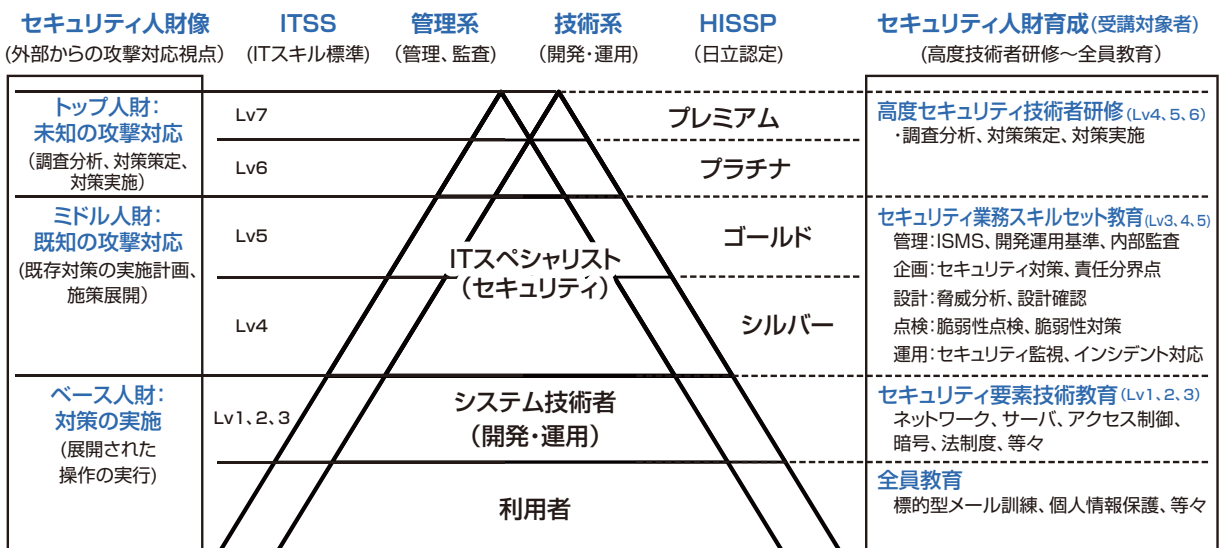 セキュリティ人財像
(外部からの攻撃対応視点)
ITSS
(ITスキル標準)
管理系
(管理、監査)
技術系
(開発・運用)
HISSP
(日立認定)
セキュリティ人財育成(受講対象者)
(高度技術者研修～全員教育)
トップ人財:
未知の攻撃対応
(調査分析、対策策定、
対策実施)
Lv7
Lv6
プレミアム
プラチナ
高度セキュリティ技術者研修(Lv4、5、6)
・調査分析、対策策定、対策実施
ミドル人財:
既知の攻撃対応
(既存対策の実施計画、
施策展開)
Lv5
Lv4
ITスペシャリスト
(セキュリティ)
ゴールド
シルバー
セキュリティ業務スキルセット教育(Lv3、4、5)
管理:ISMS、開発運用基準、内部監査
企画:セキュリティ対策、責任分界点
設計:脅威分析、設計確認
点検:脆弱性点検、脆弱性対策
運用:セキュリティ監視、インシデント対応
ベース人財:
対策の実施
(展開された
操作の実行)
Lv1、2、3
システム技術者
(開発・運用)
利用者
セキュリティ要素技術教育(Lv1、2、3)
ネットワーク、サーバ、アクセス制御、
暗号、法制度、等々
全員教育
標的型メール訓練、個人情報保護、等々